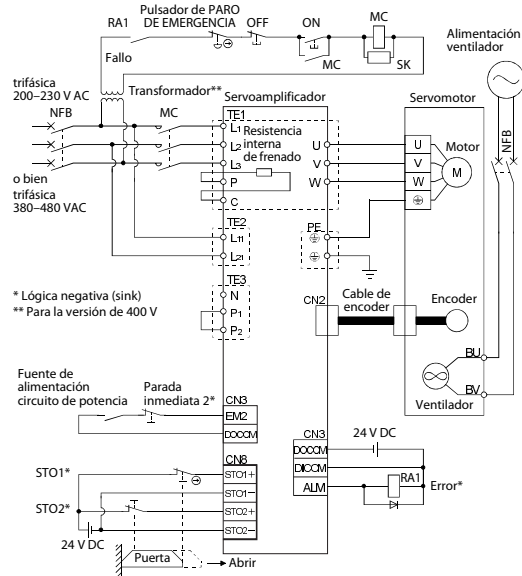 Pulsador de PARO
DE EMERGENCIA
RA1
OFF
ON
MC
Fallo
MC
SK
Alimentación
ventilador
trifásica
200–230 V AC
Transformador**
NFB
MC
Servoamplificador
Servomotor
NFB
TE1
L1
L2
L3
P
C
Resistencia
interna
de frenado
U
V
W
U
V
W
Motor
M
o bien
trifásica
380–480 VAC
TE2
L11
L21
PE
TE3
N
P1
P2
* Lógica negativa (sink)
** Para la versión de 400 V
CN2
Cable de
encoder
Encoder
BU
BV
Ventilador
Fuente de
alimentación
circuito de potencia
Parada
inmediata 2*
CN3
EM2
DOCOM
CN3
24 V DC
DOCOM
DICOM
ALM
RA1
Error*
CN8
STO1*
STO1+
STO1–
STO2*
STO2+
STO2–
24 V DC
Puerta
Abrir